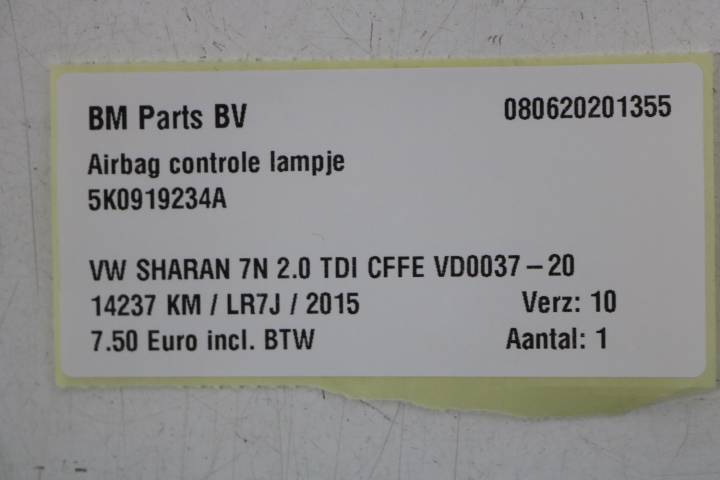 BM Parts BV 080620201355
Airbag controle lampje
5K0919234A
VW SHARAN 7N 2.0 TDI CFFE VD0037-20
14237 KM / LR7J / 2015 Verz: 10
7.50 Euro incl. BTW Aantal: 1